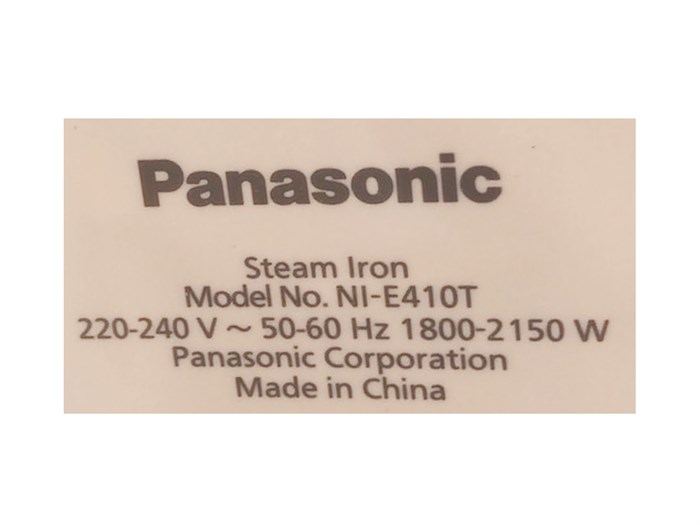 Panasonic
Steam Iron
Model No. NI-E410T
220-240 V ~ 50-60 Hz 1800-2150 W
Panasonic Corporation
Made in China